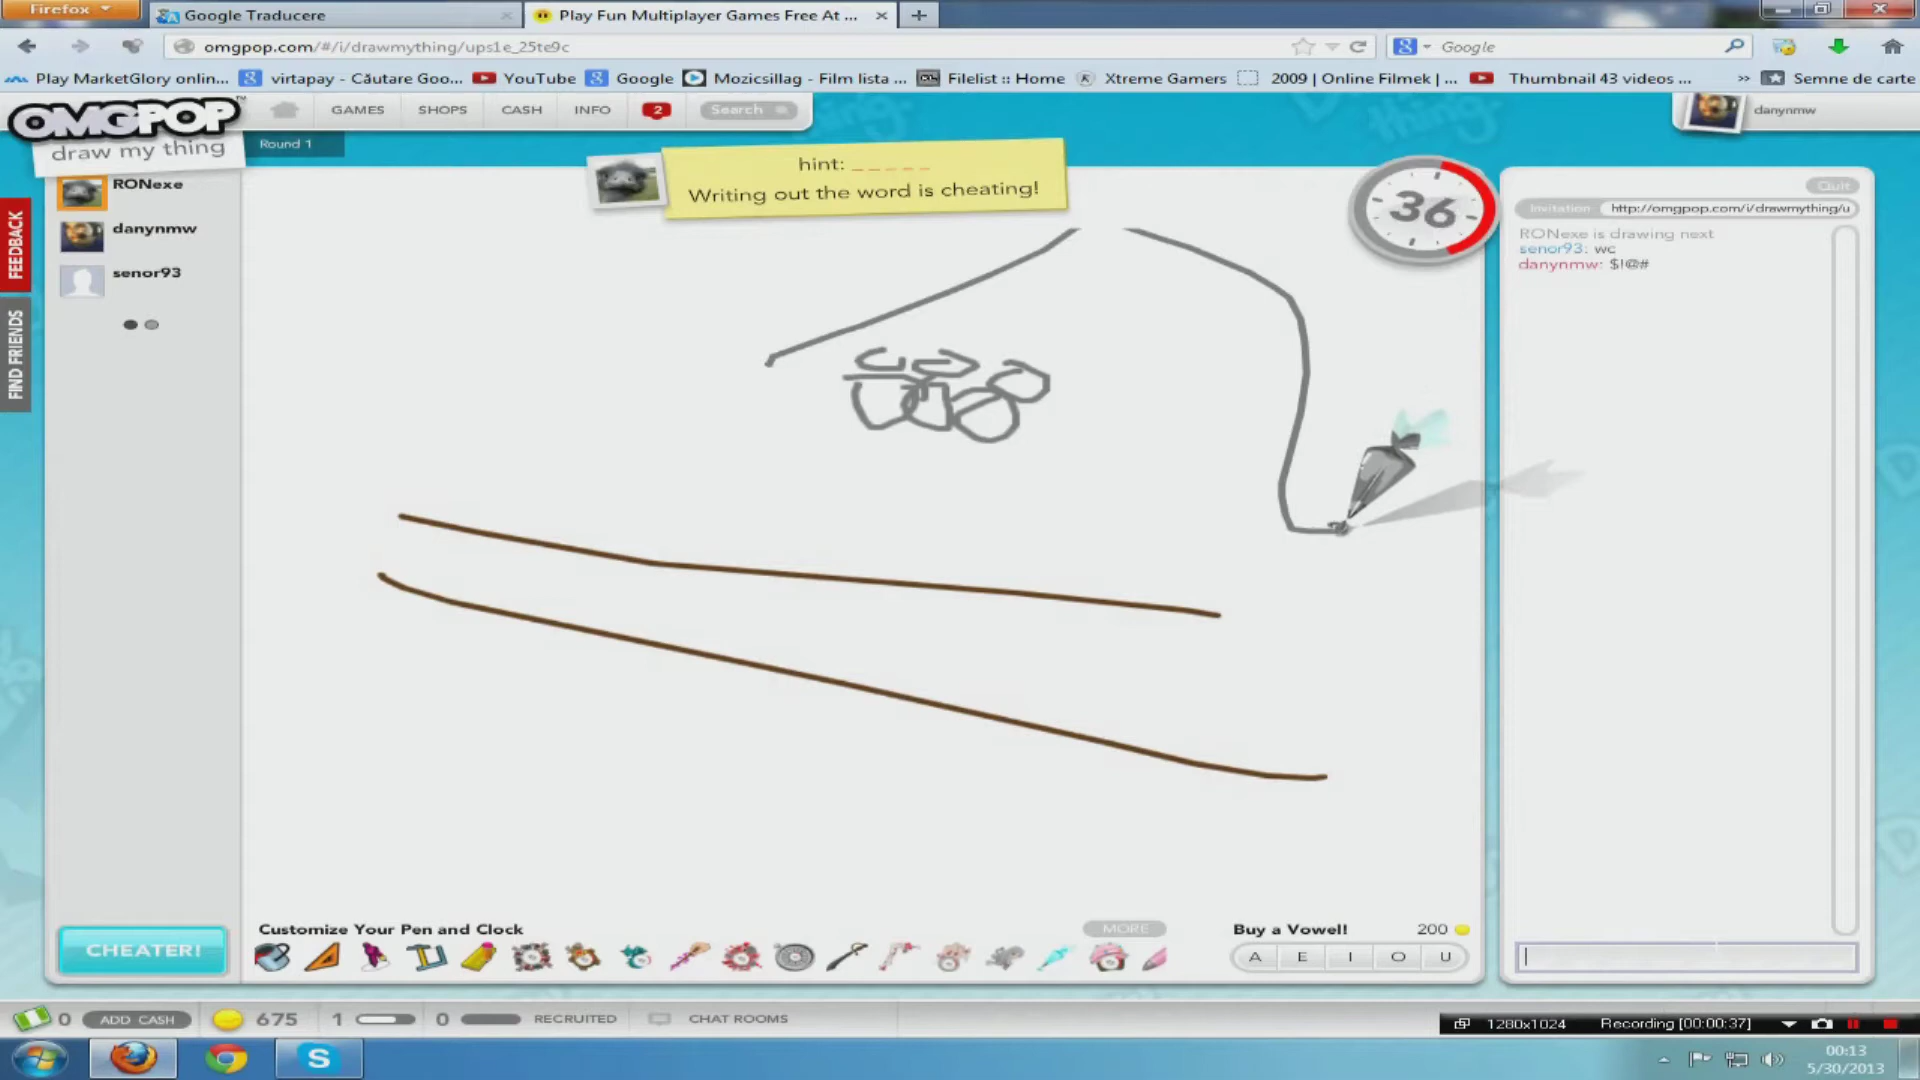 Firefox
Google Traducere
Play Fun Multiplayer Games Free At ...
omgpop.com/#/i/drawmything/ups1e_25te9c
Google
Play MarketGlory onlin...
virtapay - Căutare Goo...
YouTube
Google
Mozicsillag - Film lista ...
Filelist :: Home
Xtreme Gamers
2009 | Online Filmek | ...
Thumbnail 43 videos ...
Semne de carte
OMGPOP
GAMES
SHOPS
CASH
INFO
2
Search
danynmw
draw my thing
Round 1
hint: _ _ _ _ _
Writing out the word is cheating!
36
Quit
Invitation
http://omgpop.com/i/drawmything/u
RONexe is drawing next
senor93: wc
danynmw: $!@#
RONexe
danynmw
senor93
FEEDBACK
FIND FRIENDS
CHEATER!
Customize Your Pen and Clock
MORE
Buy a Vowel!
200
A E I O U
0
ADD CASH
675
1
0
RECRUITED
CHAT ROOMS
1280x1024
Recording [00:00:37]
00:13
5/30/2013